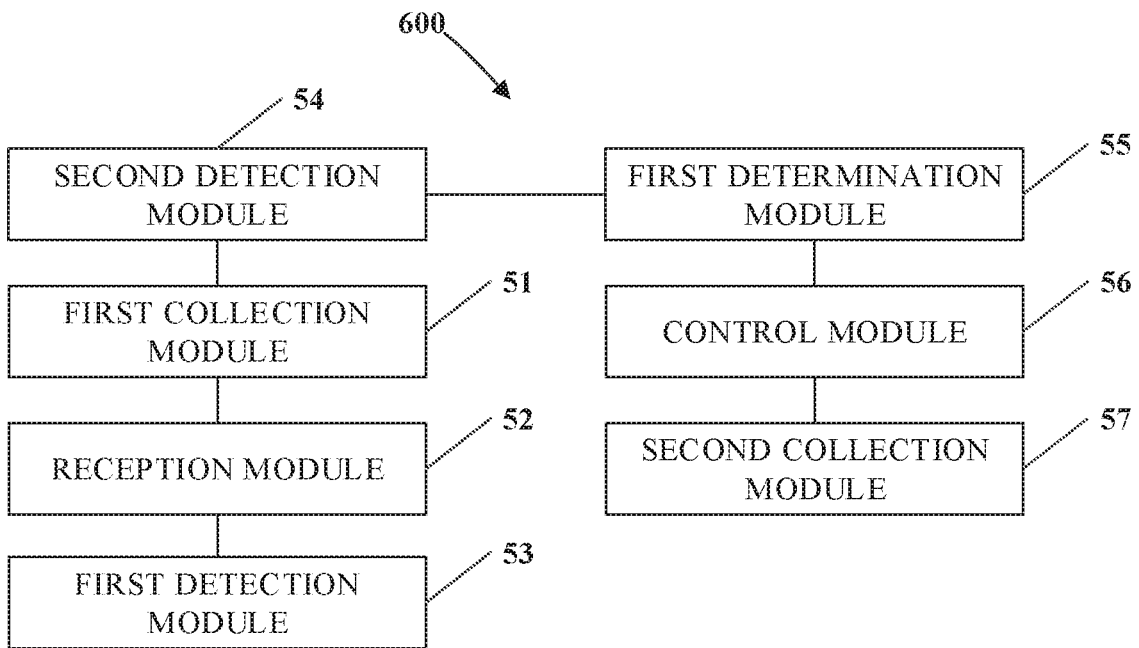 600
54
SECOND DETECTION
MODULE
55
FIRST DETERMINATION
MODULE
51
FIRST COLLECTION
MODULE
56
CONTROL MODULE
52
RECEPTION MODULE
57
SECOND COLLECTION
MODULE
53
FIRST DETECTION
MODULE